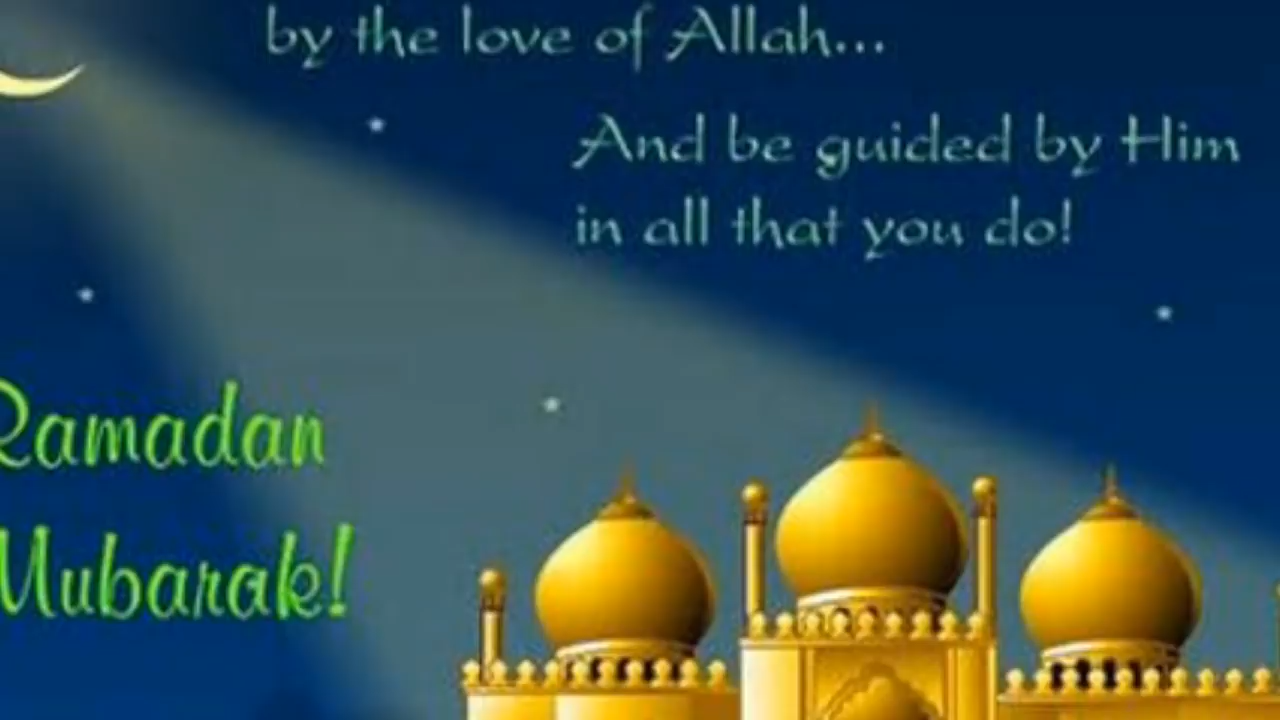 by the love of Allah...
And be guided by Him
in all that you do!
Ramadan
Mubarak!